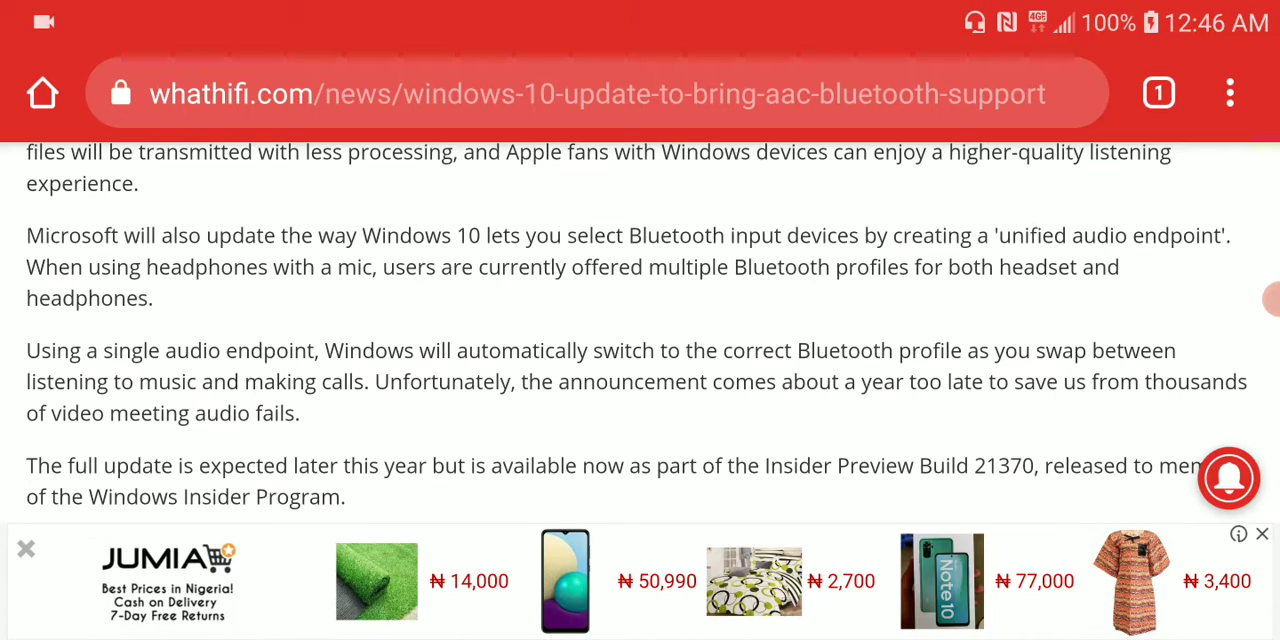 4GE 100% 12:46 AM
whathifi.com/news/windows-10-update-to-bring-aac-bluetooth-support 1
files will be transmitted with less processing, and Apple fans with Windows devices can enjoy a higher-quality listening
experience.
Microsoft will also update the way Windows 10 lets you select Bluetooth input devices by creating a 'unified audio endpoint'.
When using headphones with a mic, users are currently offered multiple Bluetooth profiles for both headset and
headphones.
Using a single audio endpoint, Windows will automatically switch to the correct Bluetooth profile as you swap between
listening to music and making calls. Unfortunately, the announcement comes about a year too late to save us from thousands
of video meeting audio fails.
The full update is expected later this year but is available now as part of the Insider Preview Build 21370, released to
of the Windows Insider Program.
JUMIA
Best Prices in Nigeria!
Cash on Delivery
7-Day Free Returns
₦ 14,000
₦ 50,990
₦ 2,700
Note 10
₦ 77,000
₦ 3,400